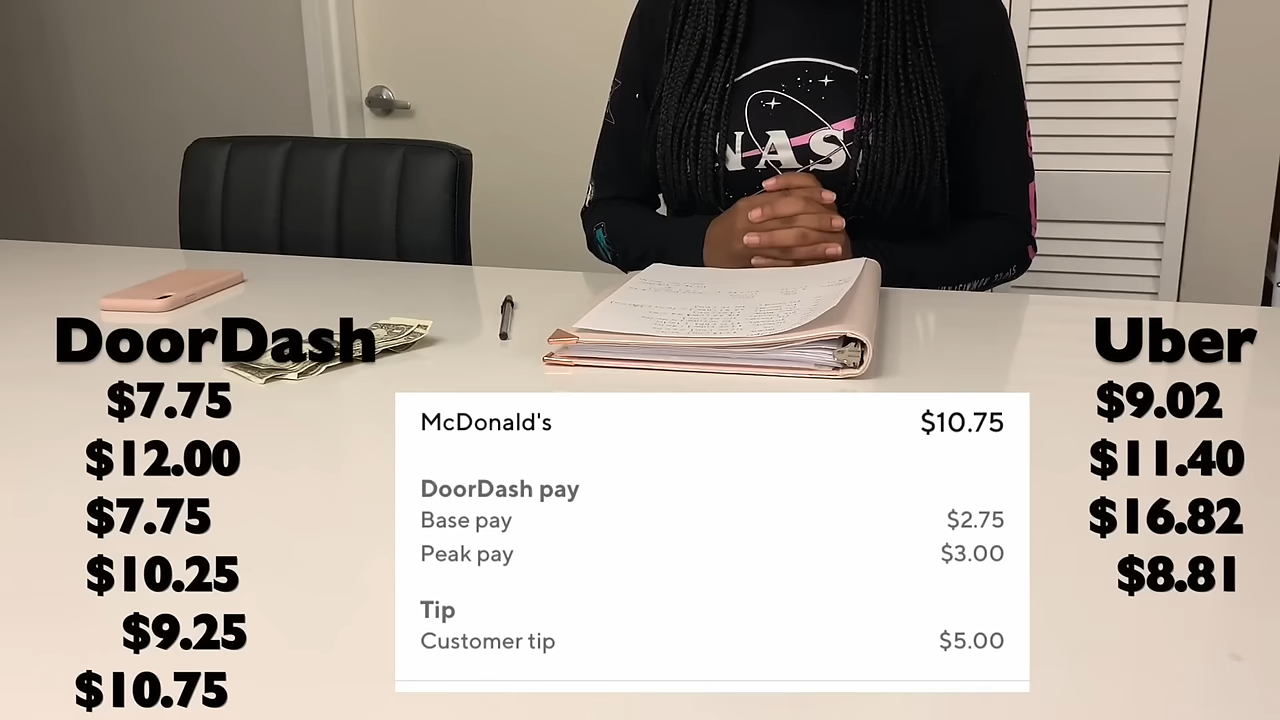 NASA
DoorDash
$7.75
$12.00
$7.75
$10.25
$9.25
$10.75
McDonald's $10.75
DoorDash pay
Base pay $2.75
Peak pay $3.00
Tip
Customer tip $5.00
Uber
$9.02
$11.40
$16.82
$8.81